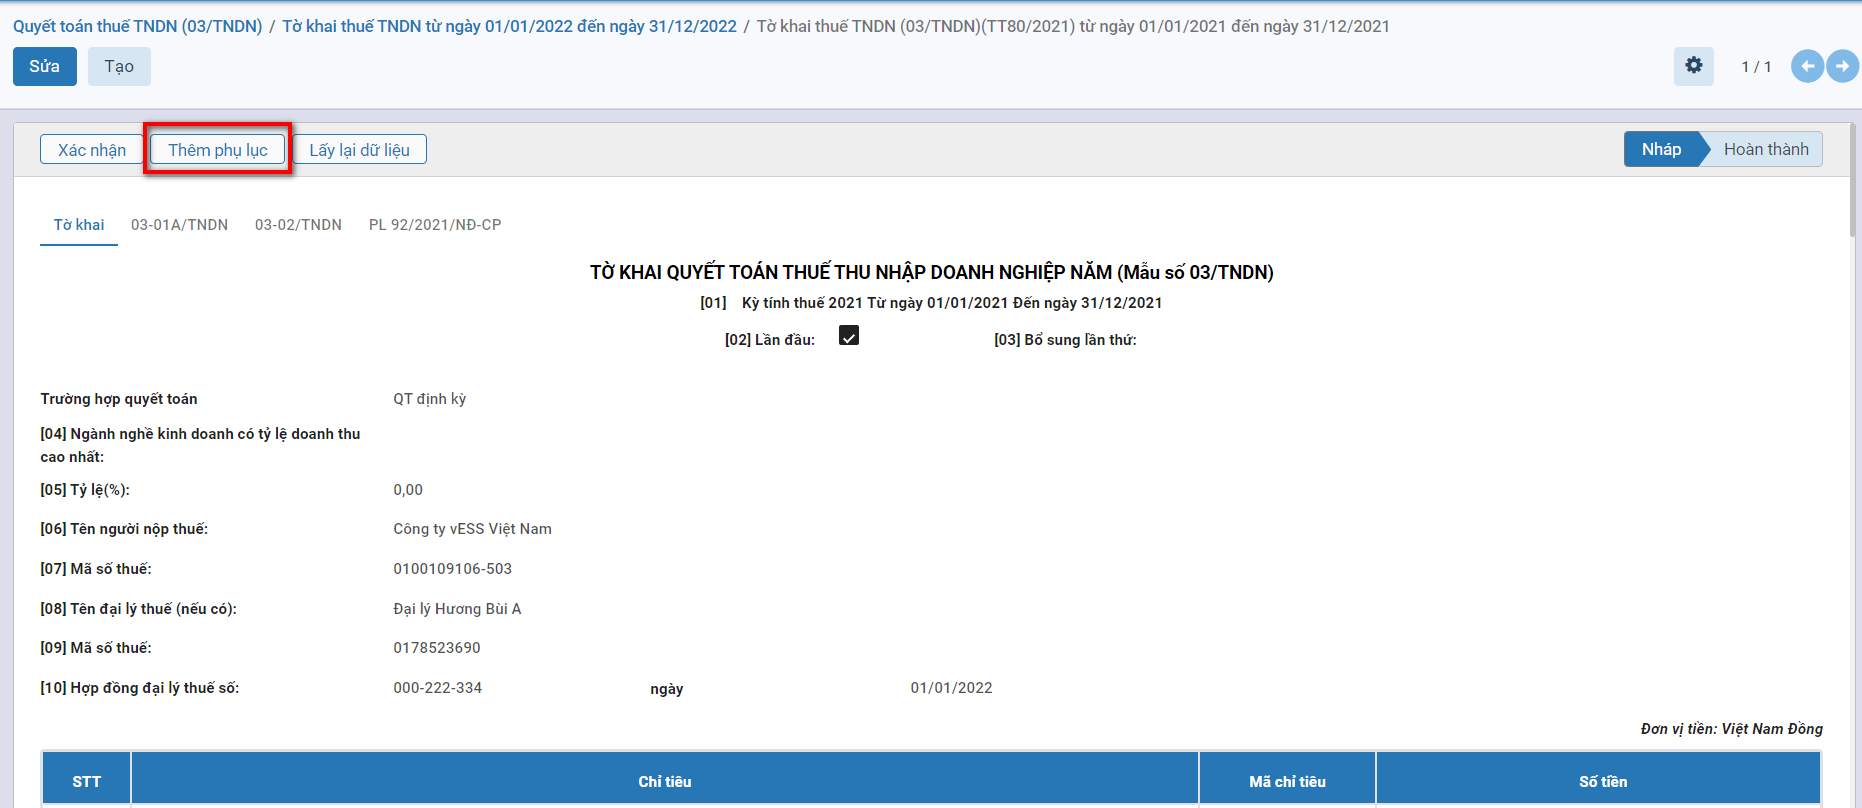 Quyết toán thuế TNDN (03/TNDN) / Tờ khai thuế TNDN từ ngày 01/01/2022 đến ngày 31/12/2022 / Tờ khai thuế TNDN (03/TNDN)(TT80/2021) từ ngày 01/01/2021 đến ngày 31/12/2021
Sửa Tạo 1 / 1
Xác nhận Thêm phụ lục Lấy lại dữ liệu Nháp Hoàn thành
Tờ khai 03-01A/TNDN 03-02/TNDN PL 92/2021/NĐ-CP
TỜ KHAI QUYẾT TOÁN THUẾ THU NHẬP DOANH NGHIỆP NĂM (Mẫu số 03/TNDN)
[01] Kỳ tính thuế 2021 Từ ngày 01/01/2021 Đến ngày 31/12/2021
[02] Lần đầu: [03] Bổ sung lần thứ:
Trường hợp quyết toán QT định kỳ
[04] Ngành nghề kinh doanh có tỷ lệ doanh thu
cao nhất:
[05] Tỷ lệ(%): 0,00
[06] Tên người nộp thuế: Công ty vESS Việt Nam
[07] Mã số thuế: 0100109106-503
[08] Tên đại lý thuế (nếu có): Đại lý Hương Bùi A
[09] Mã số thuế: 0178523690
[10] Hợp đồng đại lý thuế số: 000-222-334 ngày 01/01/2022
Đơn vị tiền: Việt Nam Đồng
STT Chỉ tiêu Mã chỉ tiêu Số tiền